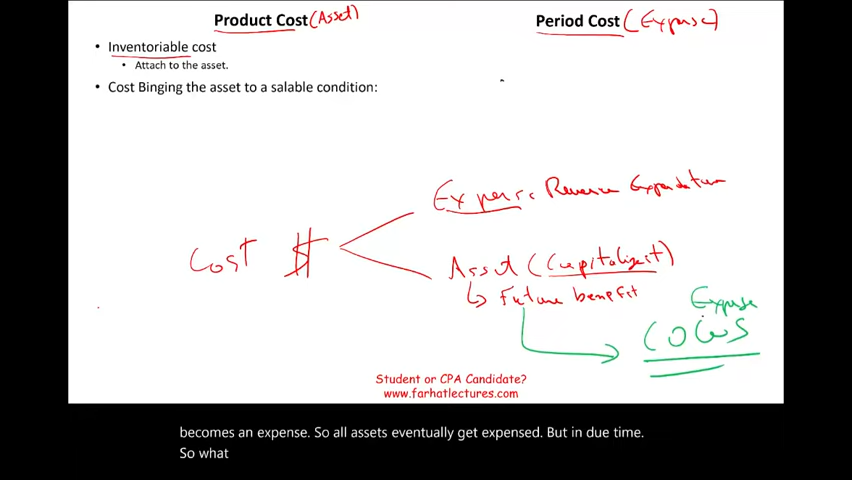 Product Cost (Asset)
Period Cost (Expense)
• Inventoriable cost
• Attach to the asset.
• Cost Binging the asset to a salable condition:
Expense: Revenue Expenditure
Cost $
Asset (Capitalized)
Future benefit
Expense
COGS
Student or CPA Candidate?
www.farhatlectures.com
becomes an expense. So all assets eventually get expensed. But in due time.
So what